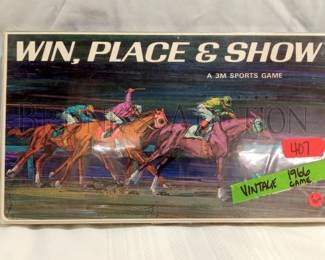 WIN, PLACE & SHOW
A 3M SPORTS GAME
407
VINTAGE 1966
GAME